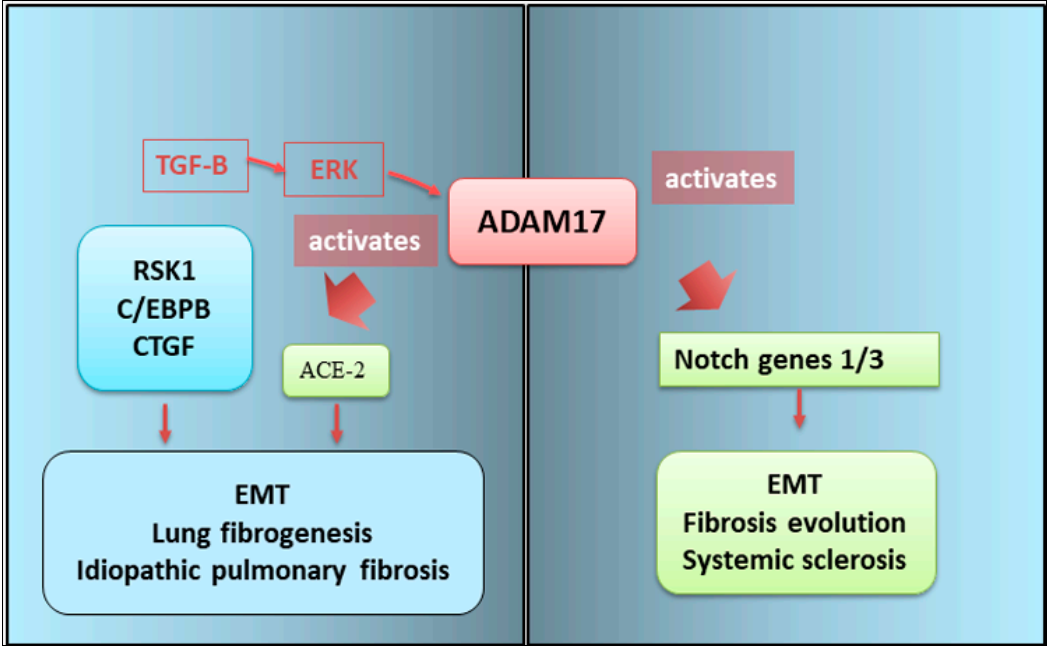 TGF-B
ERK
activates
RSK1
C/EBPB
CTGF
ACE-2
EMT
Lung fibrogenesis
Idiopathic pulmonary fibrosis
ADAM17
activates
Notch genes 1/3
EMT
Fibrosis evolution
Systemic sclerosis